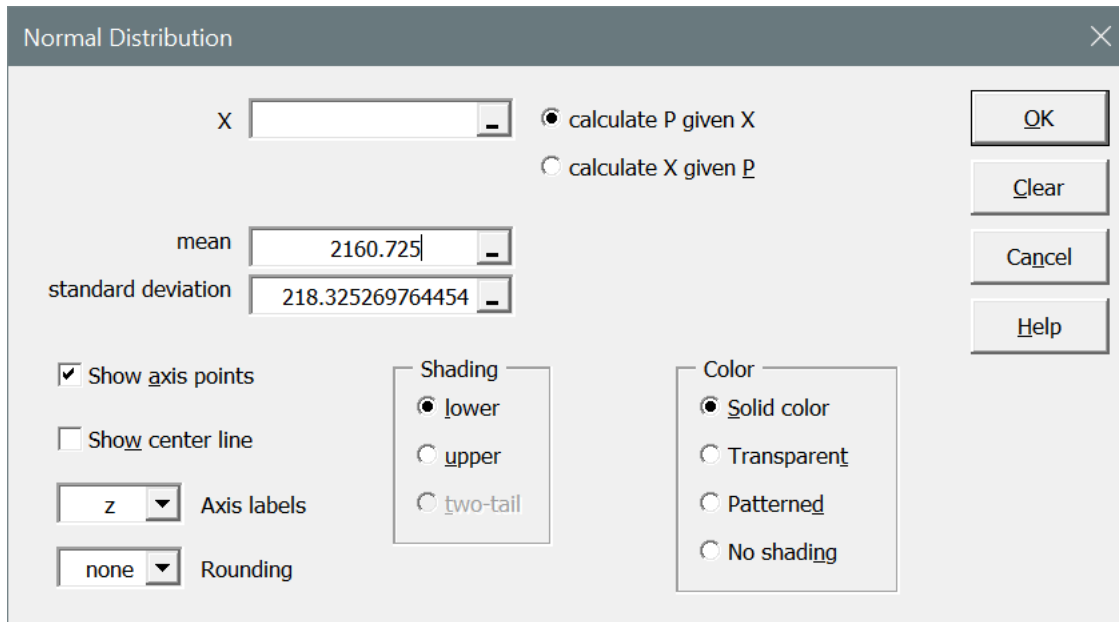 Normal Distribution
X
calculate P given X
calculate X given P
OK
Clear
Cancel
Help
mean
2160.725
standard deviation
218.325269764454
Show axis points
Show center line
z
Axis labels
none
Rounding
Shading
lower
upper
two-tail
Color
Solid color
Transparent
Patterned
No shading